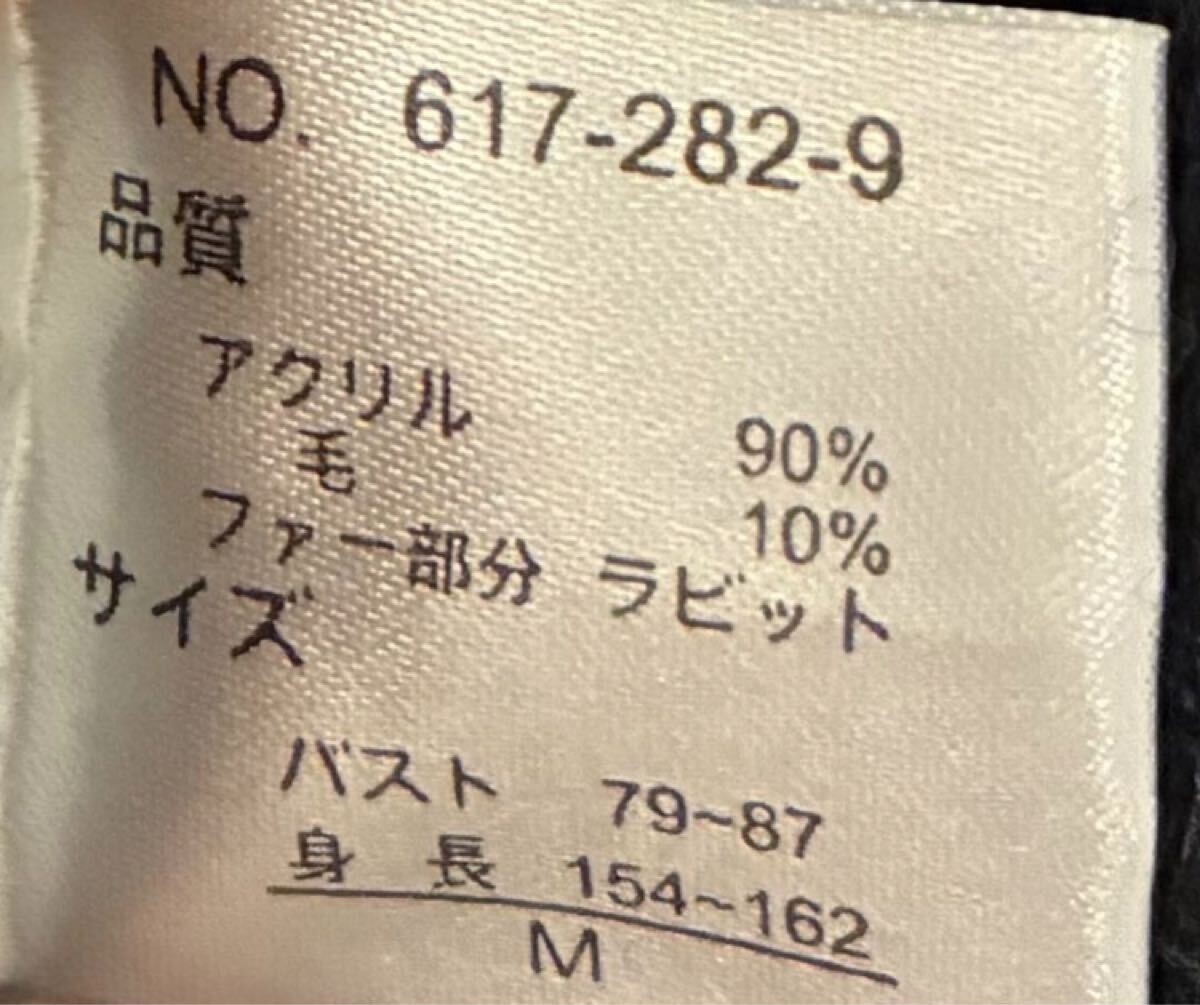 NO. 617-282-9
品質
アクリル 90%
毛 10%
ファー部分 ラビット
サイズ
バスト 79~87
身長 154~162
M